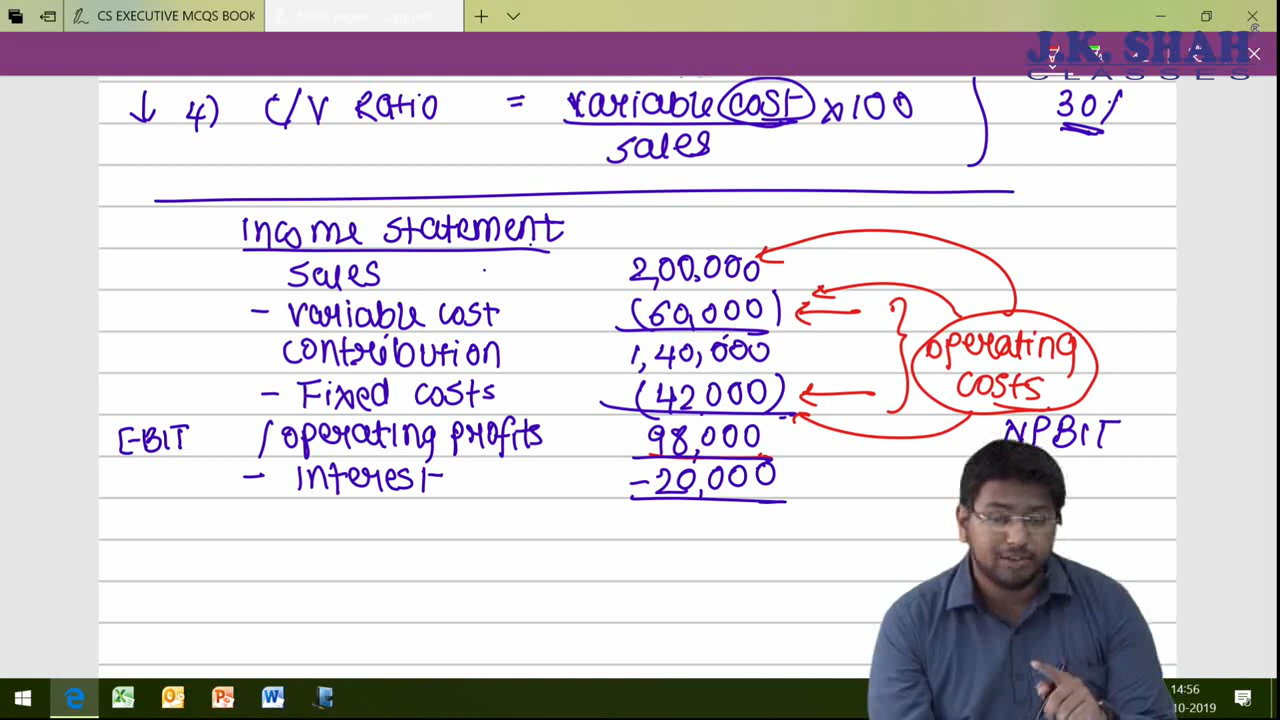 CS EXECUTIVE MCQS BOOK
J.K. SHAH
®
CLASSES
↓ 4) C/V Ratio = variable cost x100 30%
sales
Income statement
sales 2,00,000
- variable cost (60,000)
contribution 1,40,000
operating
costs
- Fixed costs (42000)
EBIT / operating profits 98,000 NPBIT
- Interest -20,000
14:56
-10-2019